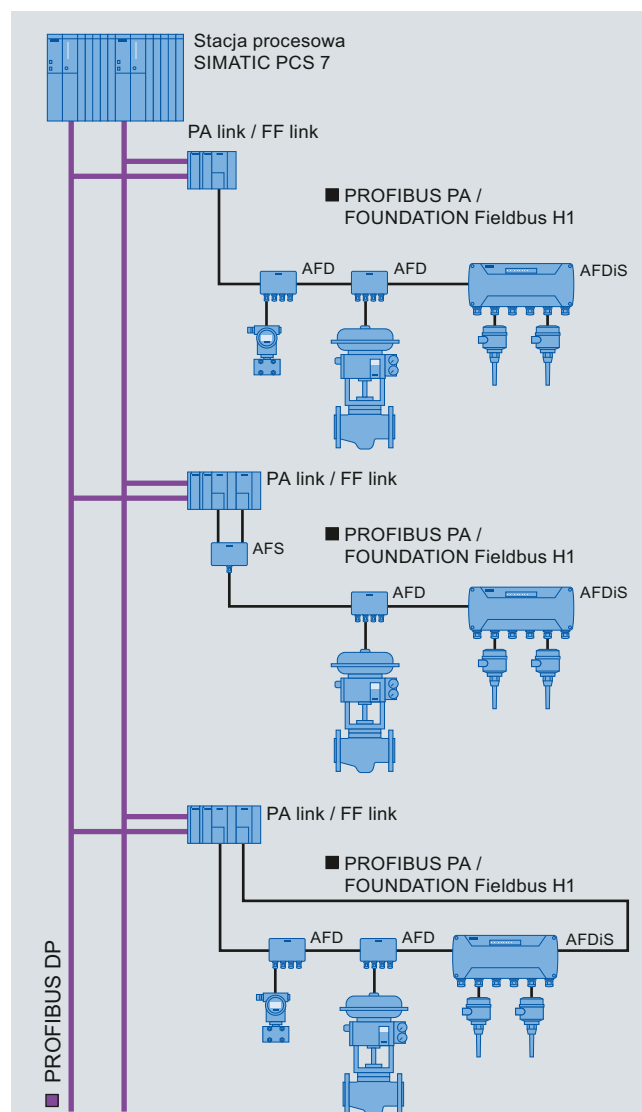 Stacja procesowa
SIMATIC PCS 7
PA link / FF link
PROFIBUS PA /
FOUNDATION Fieldbus H1
AFD
AFD
AFDiS
PA link / FF link
PROFIBUS PA /
FOUNDATION Fieldbus H1
AFS
AFD
AFDiS
PA link / FF link
PROFIBUS PA /
FOUNDATION Fieldbus H1
AFD
AFD
AFDiS
PROFIBUS DP